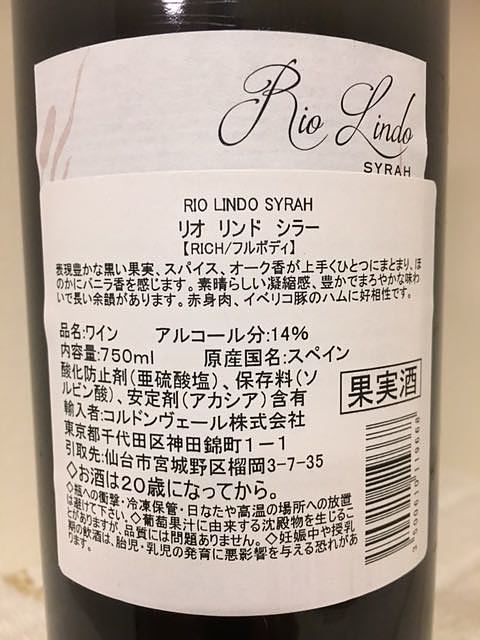 Rio Lindo
SYRAH
RIO LINDO SYRAH
リオ リンド シラー
【RICH/フルボディ】
表現豊かな黒い果実、スパイス、オーク香が上手くひとつにまとまり、ほ
のかにバニラ香を感じます。素晴らしい凝縮感、豊かでまろやかな味わ
いで長い余韻があります。赤身肉、イベリコ豚のハムに好相性です。
品名:ワイン アルコール分:14%
内容量:750ml 原産国名:スペイン
酸化防止剤(亜硫酸塩)、保存料(ソ
ルビン酸)、安定剤(アカシア)含有
果実酒
輸入者:コルドンヴェール株式会社
東京都千代田区神田錦町1-1
引取先:仙台市宮城野区榴岡3-7-35
◇お酒は20歳になってから。
◇瓶への衝撃・冷凍保管・日なたや高温の場所への放置
は避けて下さい。◇葡萄果汁に由来する沈殿物を生じるこ
とがありますが、品質には問題ありません。◇妊娠中や授乳
期の飲酒は、胎児・乳児の発育に悪影響を与える恐れがあ
ります。